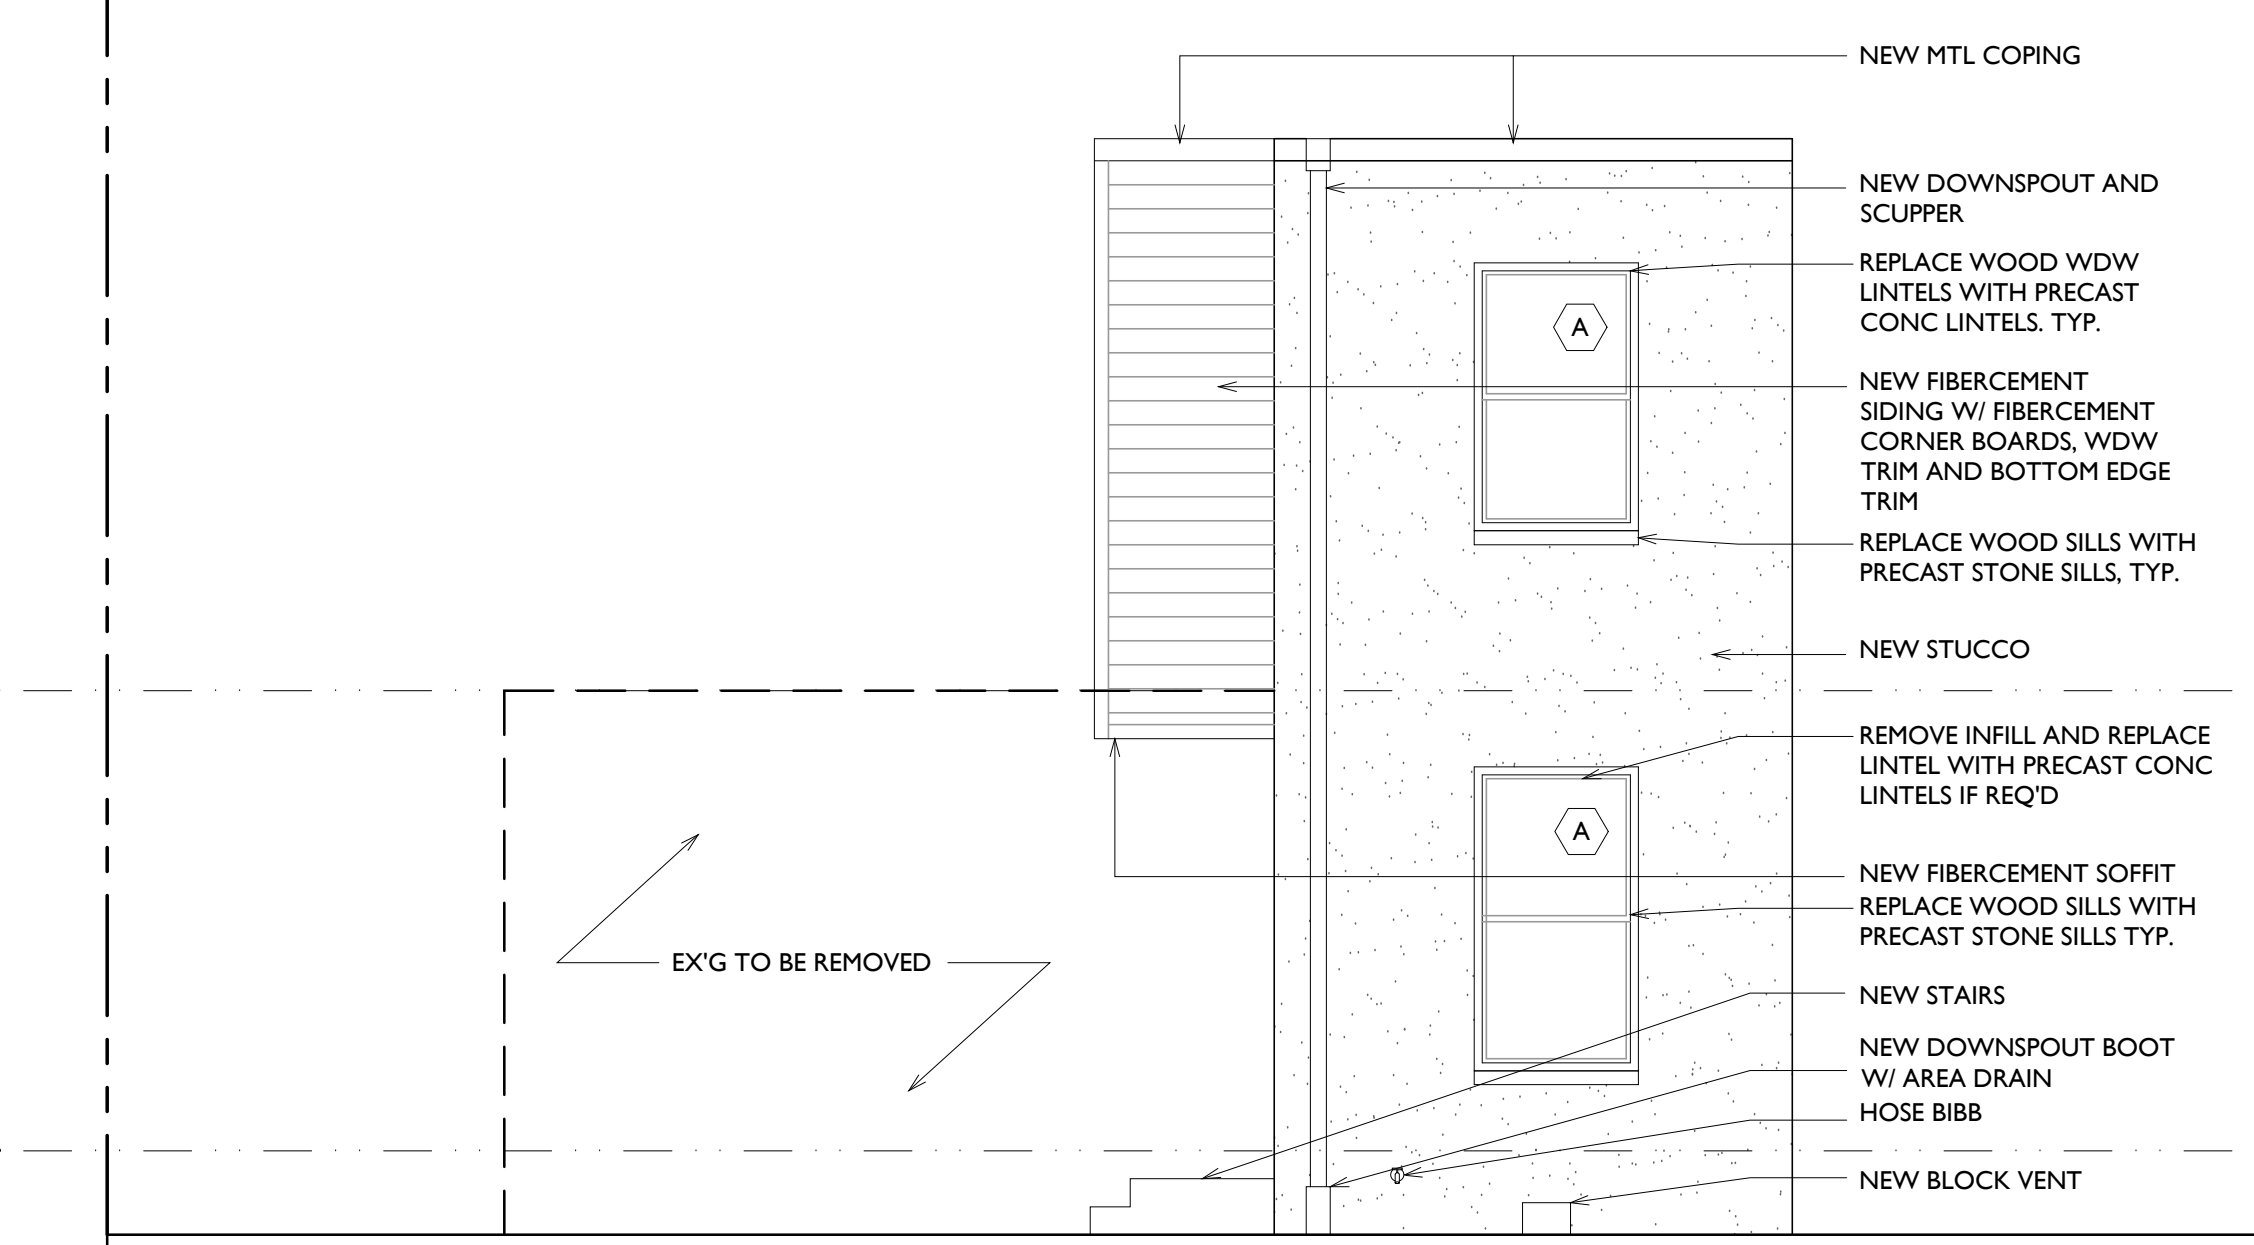 NEW MTL COPING
NEW DOWNSPOUT AND
SCUPPER
REPLACE WOOD WDW
LINTELS WITH PRECAST
CONC LINTELS. TYP.
A
NEW FIBERCEMENT
SIDING W/ FIBERCEMENT
CORNER BOARDS, WDW
TRIM AND BOTTOM EDGE
TRIM
REPLACE WOOD SILLS WITH
PRECAST STONE SILLS, TYP.
NEW STUCCO
REMOVE INFILL AND REPLACE
LINTEL WITH PRECAST CONC
LINTELS IF REQ'D
A
NEW FIBERCEMENT SOFFIT
REPLACE WOOD SILLS WITH
PRECAST STONE SILLS TYP.
EX'G TO BE REMOVED
NEW STAIRS
NEW DOWNSPOUT BOOT
W/ AREA DRAIN
HOSE BIBB
NEW BLOCK VENT